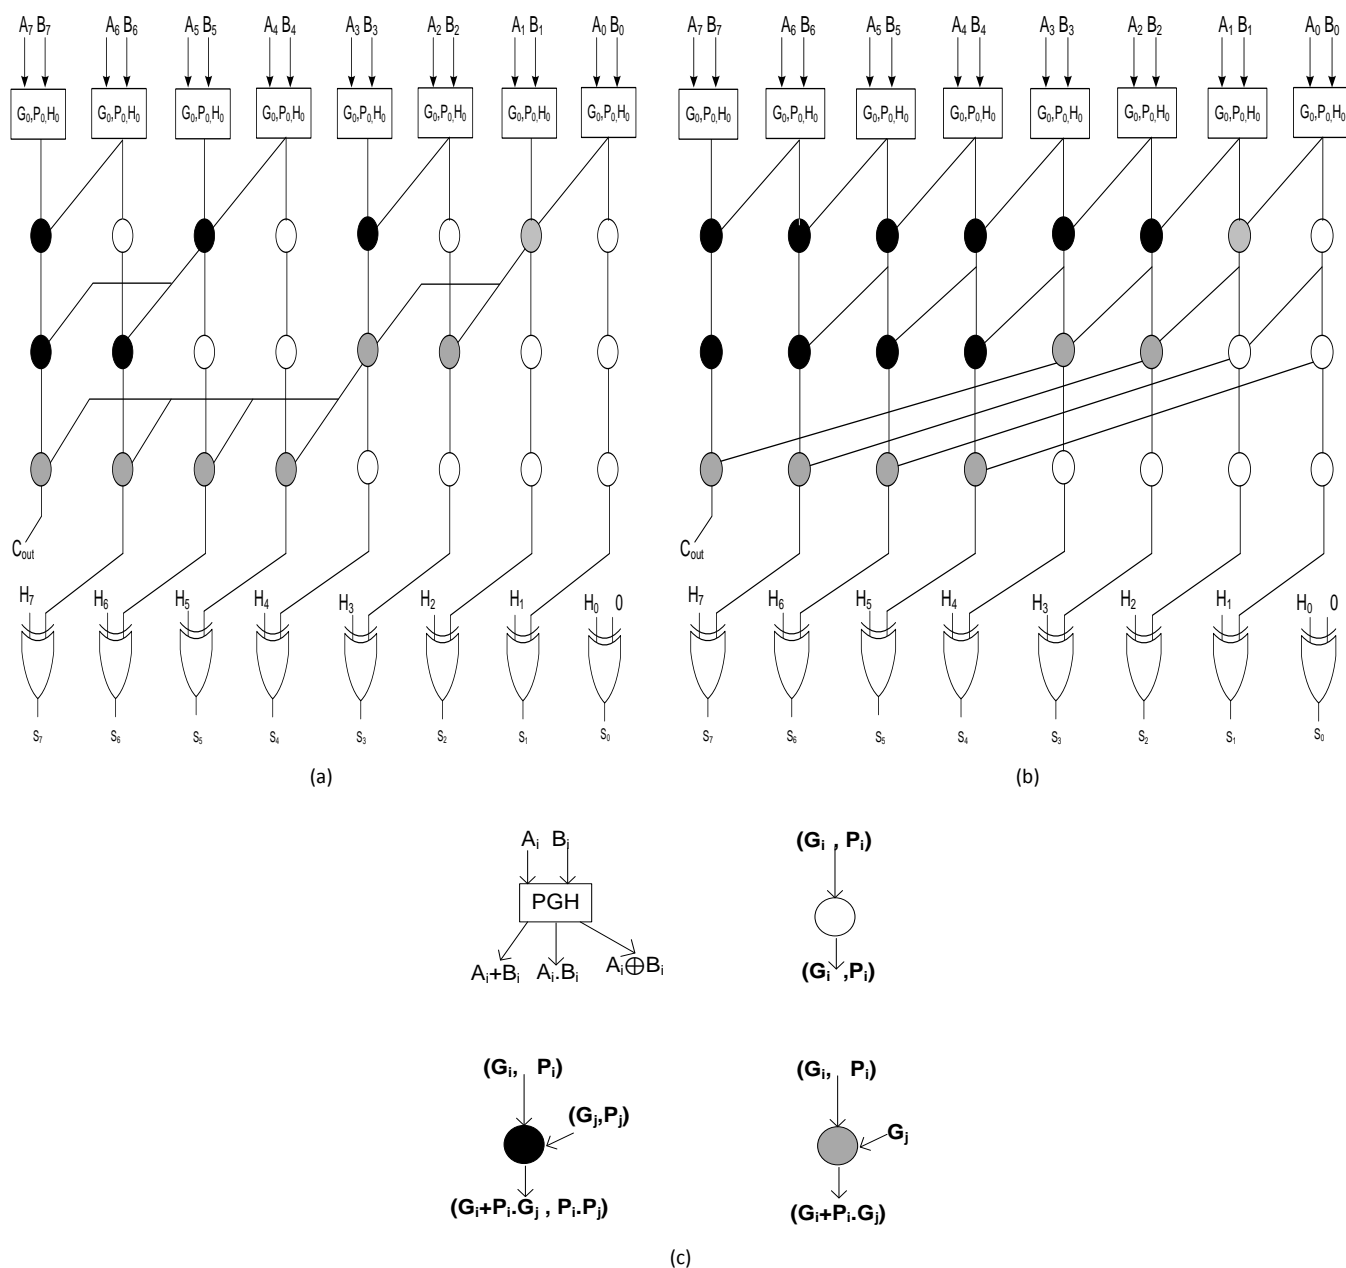 A₇ B₇ A₆ B₆ A₅ B₅ A₄ B₄ A₃ B₃ A₂ B₂ A₁ B₁ A₀ B₀
G₀,P₀,H₀ G₀,P₀,H₀ G₀,P₀,H₀ G₀,P₀,H₀ G₀,P₀,H₀ G₀,P₀,H₀ G₀,P₀,H₀ G₀,P₀,H₀
Cout
H₇ H₆ H₅ H₄ H₃ H₂ H₁ H₀ 0
S₇ S₆ S₅ S₄ S₃ S₂ S₁ S₀
(a)
A₇ B₇ A₆ B₆ A₅ B₅ A₄ B₄ A₃ B₃ A₂ B₂ A₁ B₁ A₀ B₀
G₀,P₀,H₀ G₀,P₀,H₀ G₀,P₀,H₀ G₀,P₀,H₀ G₀,P₀,H₀ G₀,P₀,H₀ G₀,P₀,H₀ G₀,P₀,H₀
Cout
H₇ H₆ H₅ H₄ H₃ H₂ H₁ H₀ 0
S₇ S₆ S₅ S₄ S₃ S₂ S₁ S₀
(b)
Aᵢ Bᵢ
PGH
Aᵢ+Bᵢ Aᵢ.Bᵢ Aᵢ⊕Bᵢ
(Gᵢ , Pᵢ)
(Gᵢ ,Pᵢ)
(Gᵢ, Pᵢ)
(Gⱼ,Pⱼ)
(Gᵢ+Pᵢ.Gⱼ , Pᵢ.Pⱼ)
(Gᵢ, Pᵢ)
Gⱼ
(Gᵢ+Pᵢ.Gⱼ)
(c)